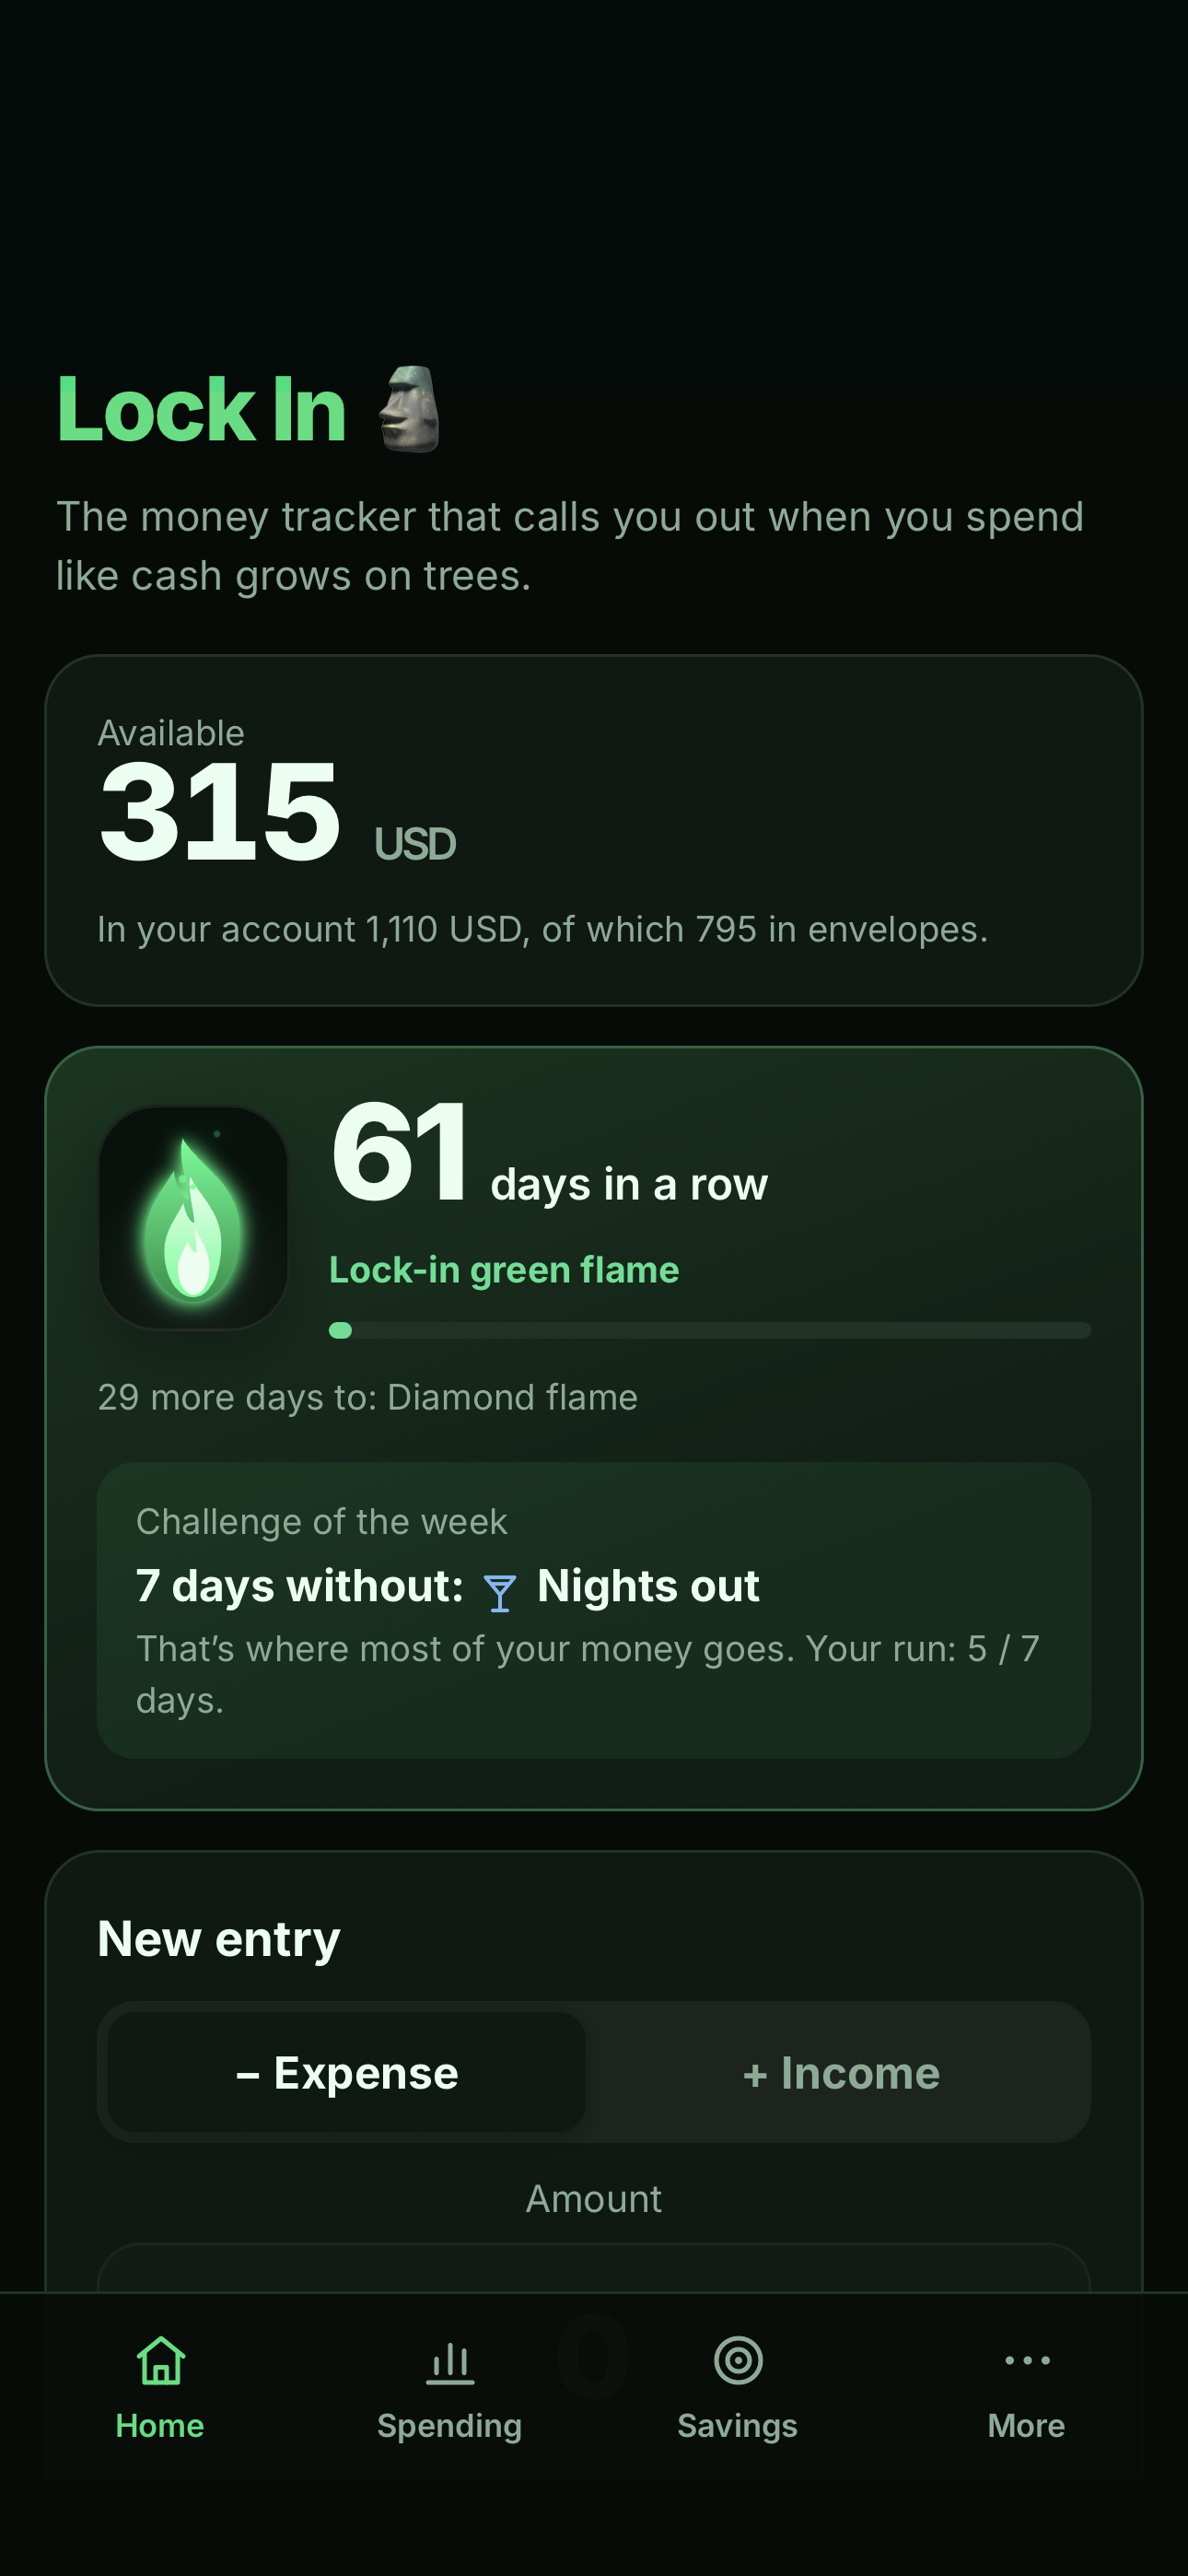 Lock In 🗿
The money tracker that calls you out when you spend
like cash grows on trees.
Available
315 USD
In your account 1,110 USD, of which 795 in envelopes.
61 days in a row
Lock-in green flame
29 more days to: Diamond flame
Challenge of the week
7 days without: Nights out
That’s where most of your money goes. Your run: 5 / 7
days.
New entry
– Expense
+ Income
Amount
0
Home
Spending
Savings
More